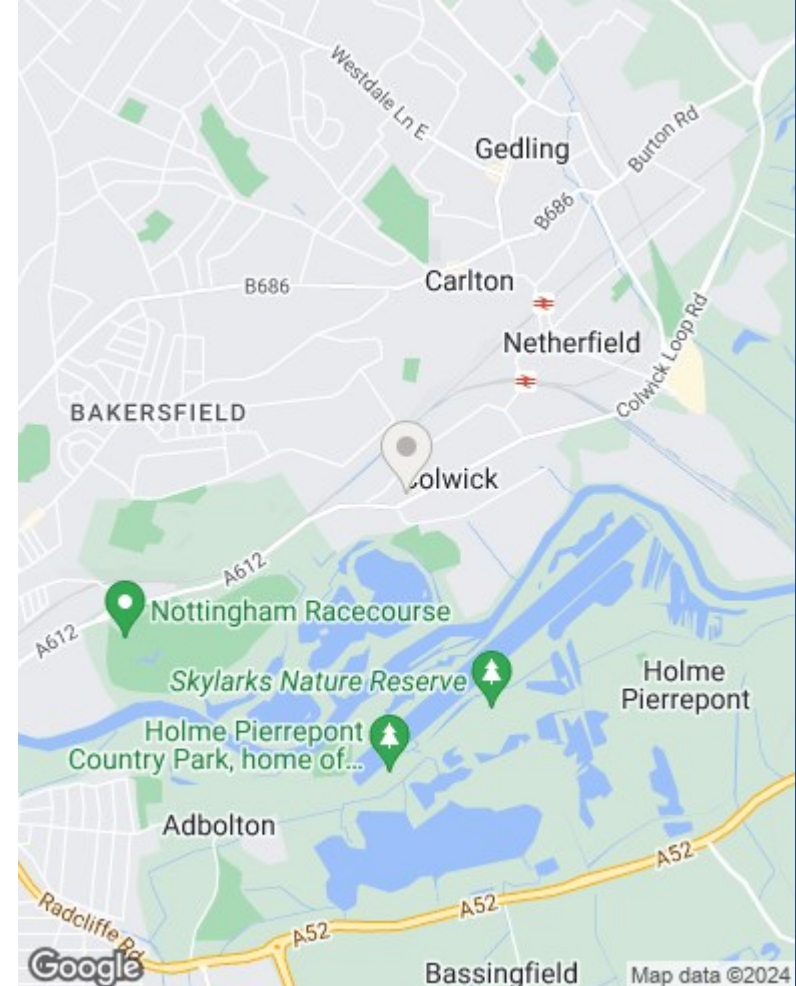 Westdale Ln E
Gedling
Burton Rd
B686
Carlton
B686
Netherfield
Colwick Loop Rd
BAKERSFIELD
Colwick
A612
Nottingham Racecourse
A612
Skylarks Nature Reserve
Holme
Pierrepont
Holme Pierrepont
Country Park, home of...
Adbolton
A52
Radcliffe Rd
A52
A52
Google
Bassingfield
Map data ©2024